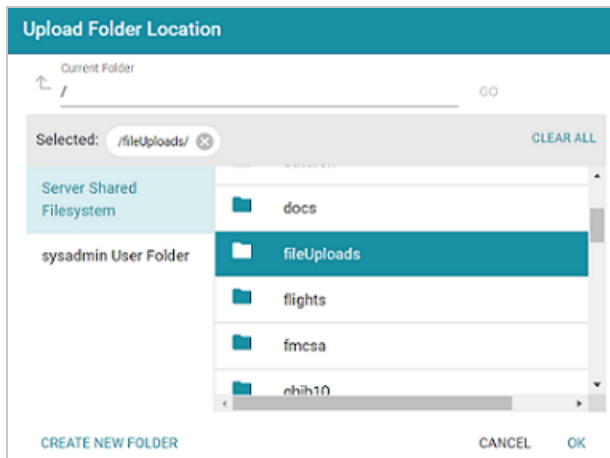 Upload Folder Location
Current Folder
/
GO
Selected: /fileUploads/
CLEAR ALL
Server Shared
Filesystem
sysadmin User Folder
docs
fileUploads
flights
fmcsa
CREATE NEW FOLDER
CANCEL
OK